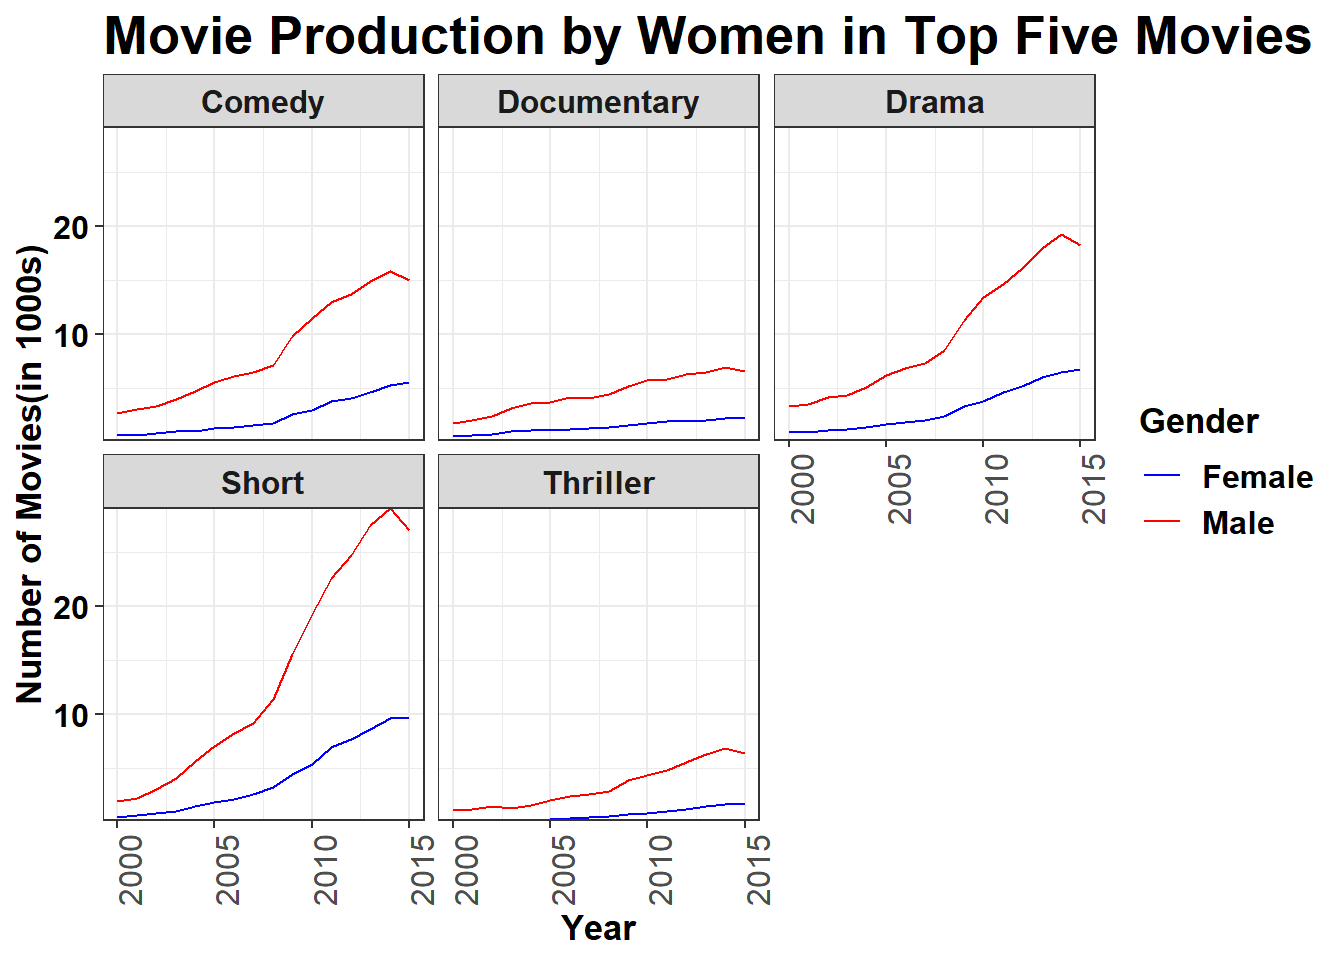 Movie Production by Women in Top Five Movies
Comedy
Documentary
Drama
20
10
Number of Movies(in 1000s)
2000
2005
2010
2015
Gender
Female
Male
Short
Thriller
20
10
2000
2005
2010
2015
2000
2005
2010
2015
Year